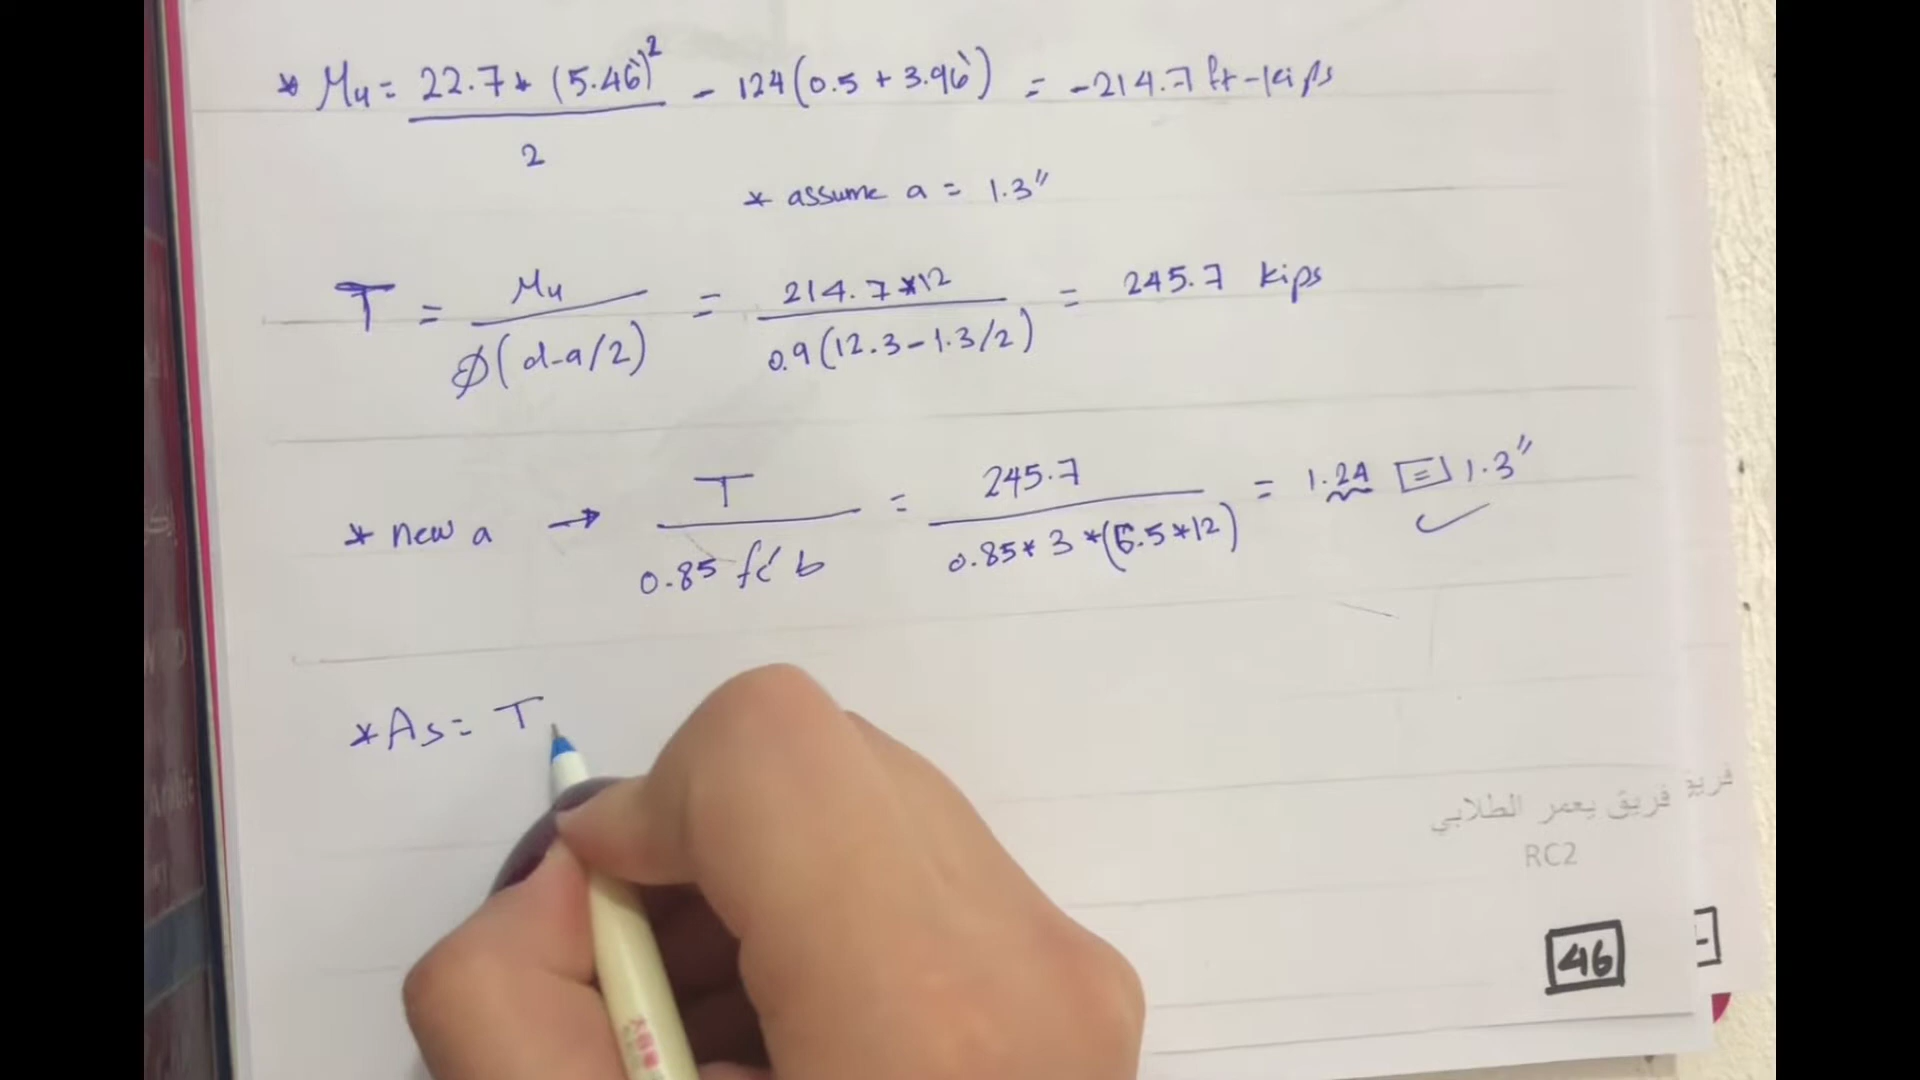 * Mu = 22.7 * (5.46')² / 2 - 124(0.5 + 3.96') = -214.7 ft-kips
* assume a = 1.3"
T = Mu / Ø(d-a/2) = 214.7*12 / 0.9(12.3-1.3/2) = 245.7 kips
* new a → T / 0.85 fc' b = 245.7 / 0.85*3*(6.5*12) = 1.24 = 1.3" ✓
*As = T
فريق يعمر الطلابي
RC2
46